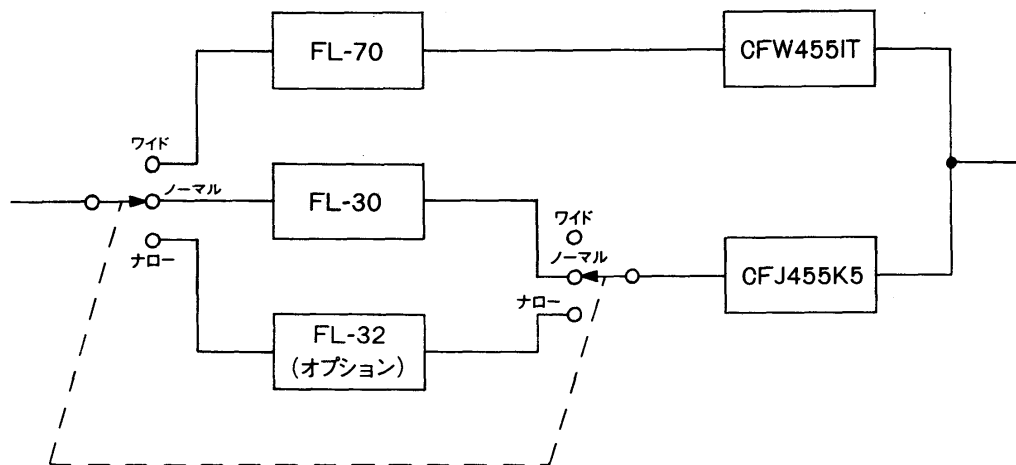 FL-70
CFW455IT
ワイド
ノーマル
FL-30
ワイド
ノーマル
ナロー
CFJ455K5
ナロー
FL-32
(オプション)